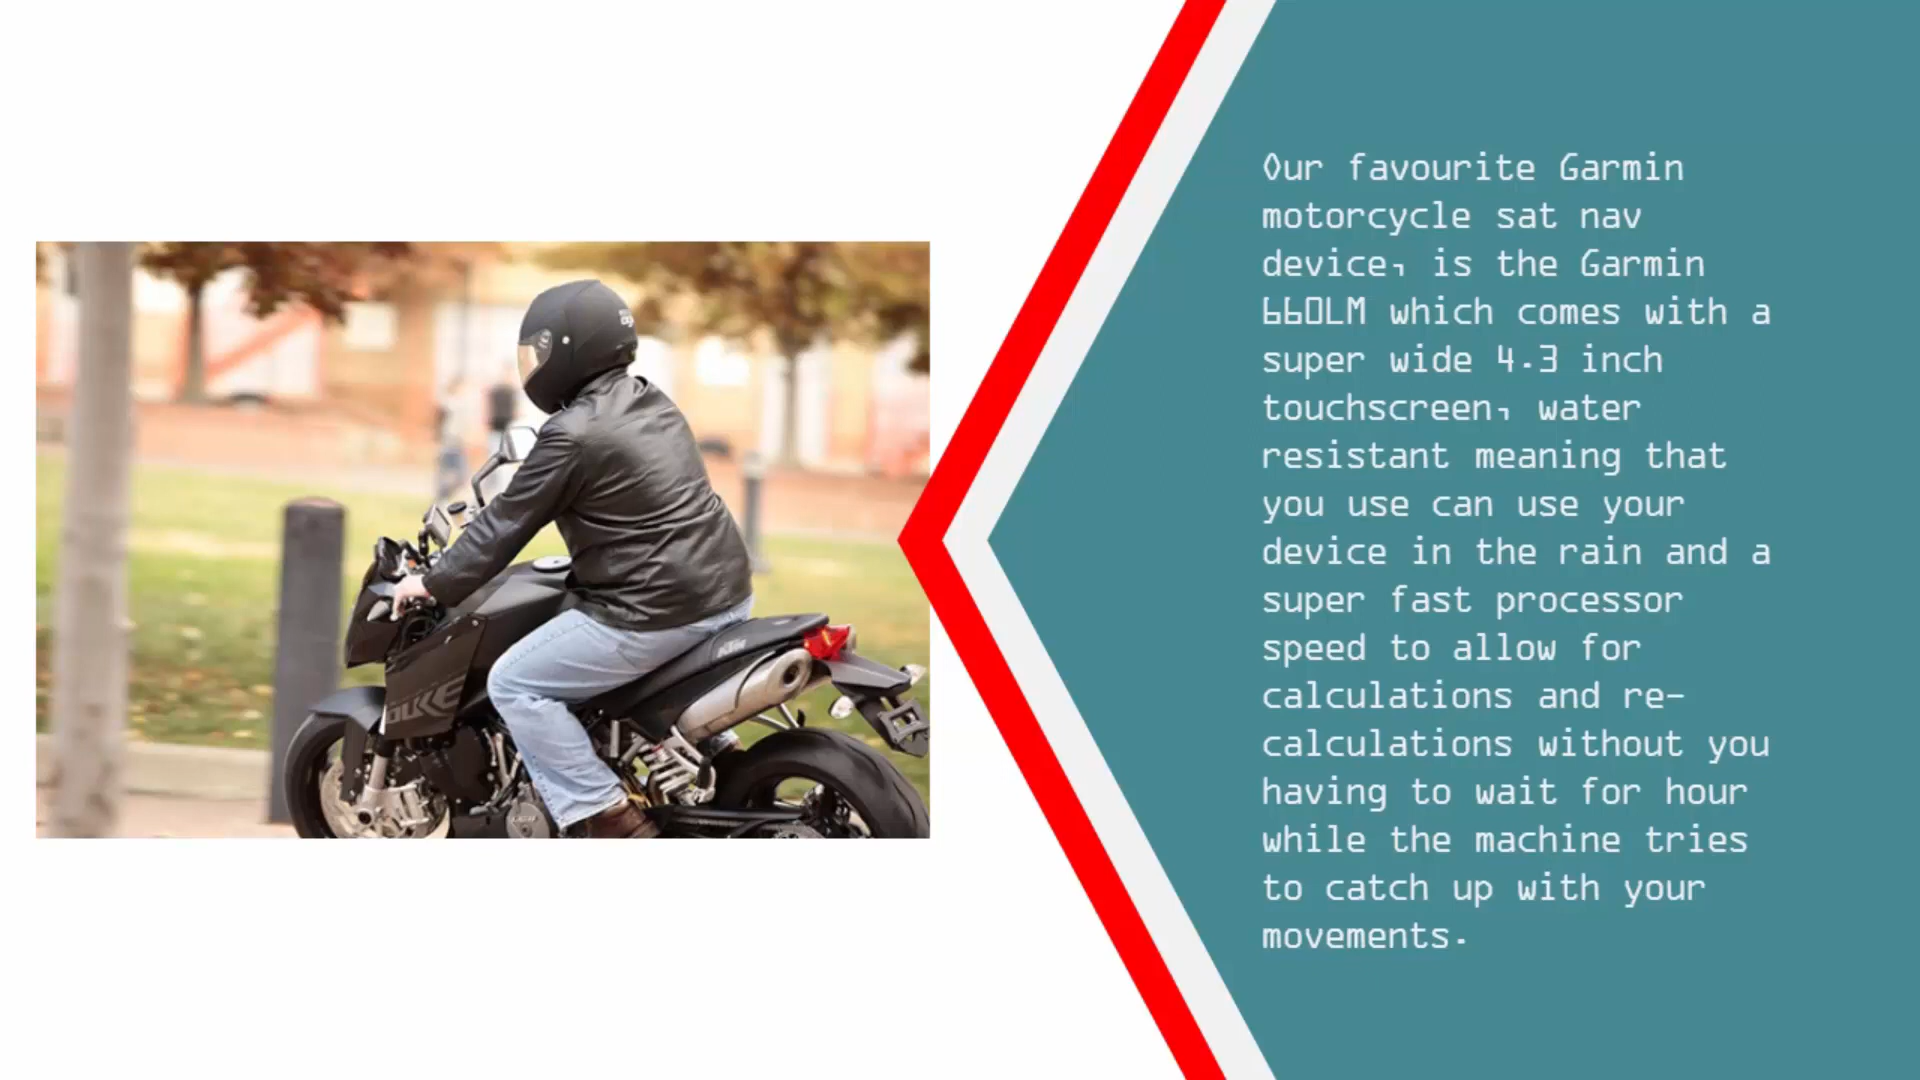 Our favourite Garmin
motorcycle sat nav
device, is the Garmin
660LM which comes with a
super wide 4.3 inch
touchscreen, water
resistant meaning that
you use can use your
device in the rain and a
super fast processor
speed to allow for
calculations and re-
calculations without you
having to wait for hour
while the machine tries
to catch up with your
movements.
KTM
DUKE